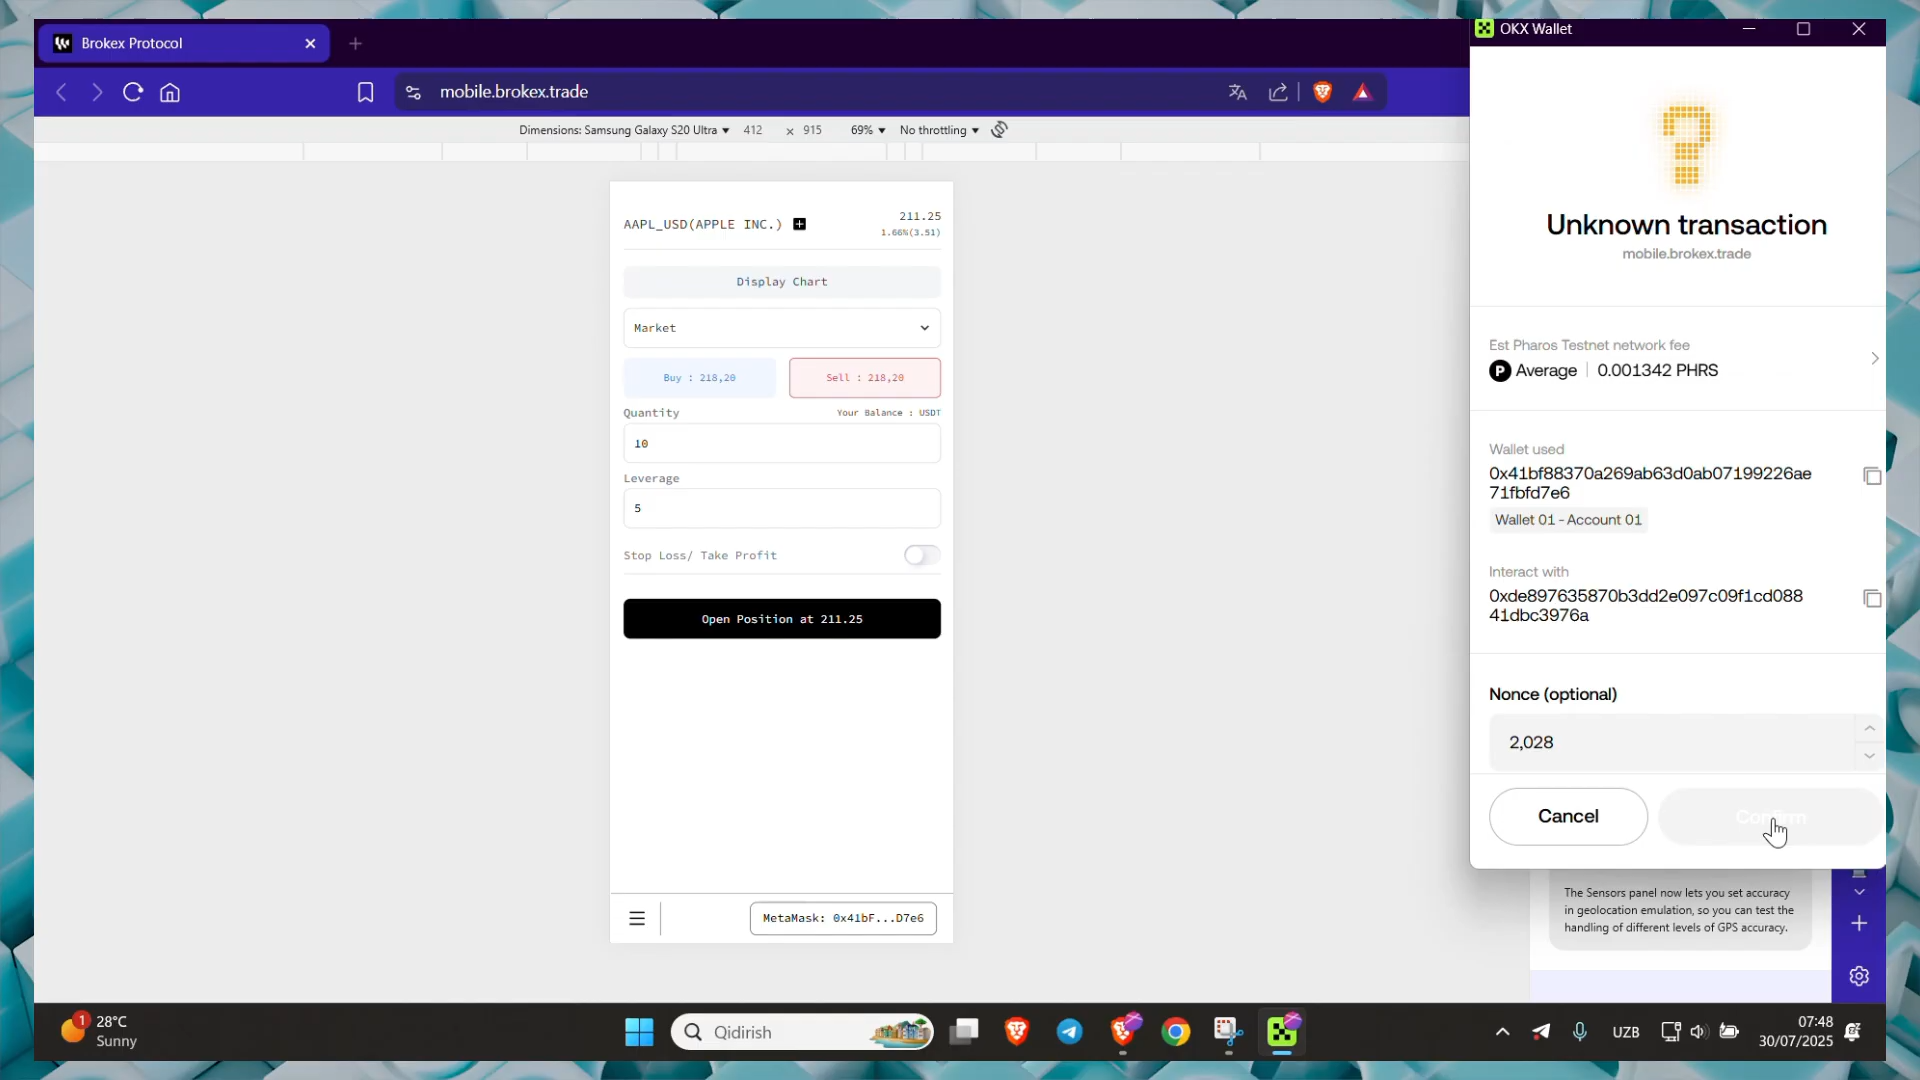 Brokex Protocol
OKX Wallet
mobile.brokex.trade
Dimensions: Samsung Galaxy S20 Ultra ▾ 412 x 915 69% ▾ No throttling ▾
AAPL_USD(APPLE INC.)
211.25
1.66%(3.51)
Display Chart
Market
Buy : 218,20
Sell : 218,20
Quantity
Your Balance : USDT
10
Leverage
5
Stop Loss/ Take Profit
Open Position at 211.25
MetaMask: 0x41bF...D7e6
Unknown transaction
mobile.brokex.trade
Est Pharos Testnet network fee
P Average 0.001342 PHRS
Wallet used
0x41bf88370a269ab63d0ab07199226ae
71fbfd7e6
Wallet 01 - Account 01
Interact with
0xde897635870b3dd2e097c09f1cd088
41dbc3976a
Nonce (optional)
2,028
Cancel
Confirm
The Sensors panel now lets you set accuracy
in geolocation emulation, so you can test the
handling of different levels of GPS accuracy.
1
28°C
Sunny
Qidirish
UZB
07:48
30/07/2025